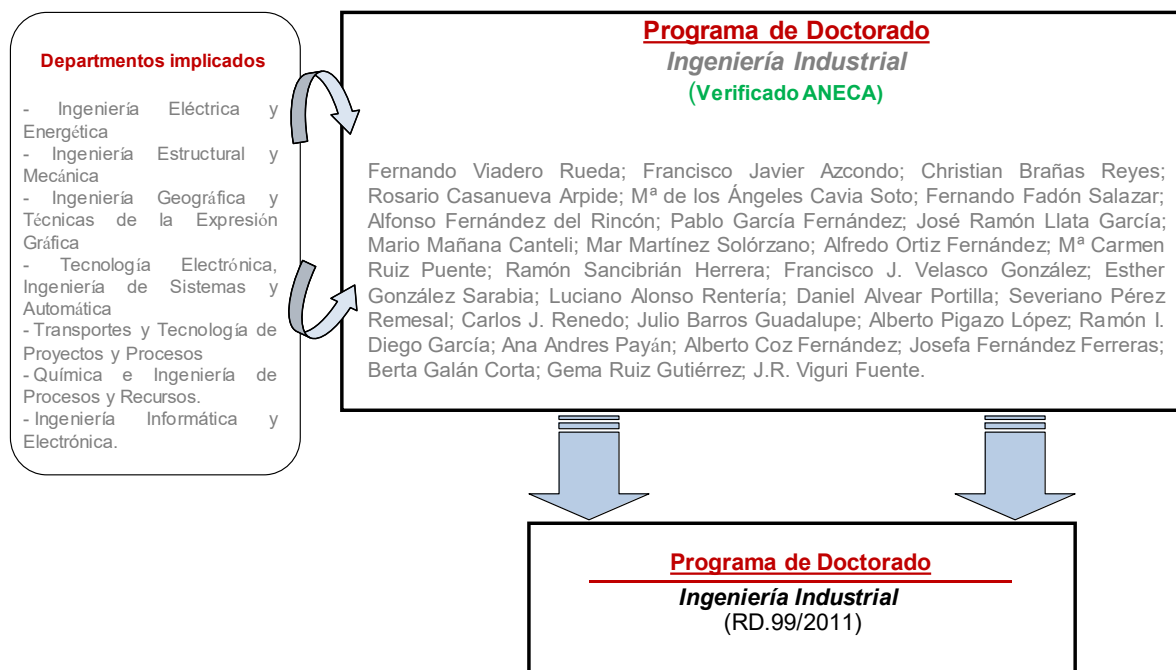 Departmentos implicados
- Ingeniería Eléctrica y
Energética
- Ingeniería Estructural y
Mecánica
- Ingeniería Geográfica y
Técnicas de la Expresión
Gráfica
- Tecnología Electrónica,
Ingeniería de Sistemas y
Automática
- Transportes y Tecnología de
Proyectos y Procesos
- Química e Ingeniería de
Procesos y Recursos.
- Ingeniería Informática y
Electrónica.
Programa de Doctorado
Ingeniería Industrial
(Verificado ANECA)
Fernando Viadero Rueda; Francisco Javier Azcondo; Christian Brañas Reyes;
Rosario Casanueva Arpide; Mª de los Ángeles Cavia Soto; Fernando Fadón Salazar;
Alfonso Fernández del Rincón; Pablo García Fernández; José Ramón Llata García;
Mario Mañana Canteli; Mar Martínez Solórzano; Alfredo Ortiz Fernández; Mª Carmen
Ruiz Puente; Ramón Sancibrián Herrera; Francisco J. Velasco González; Esther
González Sarabia; Luciano Alonso Rentería; Daniel Alvear Portilla; Severiano Pérez
Remesal; Carlos J. Renedo; Julio Barros Guadalupe; Alberto Pigazo López; Ramón I.
Diego García; Ana Andres Payán; Alberto Coz Fernández; Josefa Fernández Ferreras;
Berta Galán Corta; Gema Ruiz Gutiérrez; J.R. Viguri Fuente.
Programa de Doctorado
Ingeniería Industrial
(RD.99/2011)